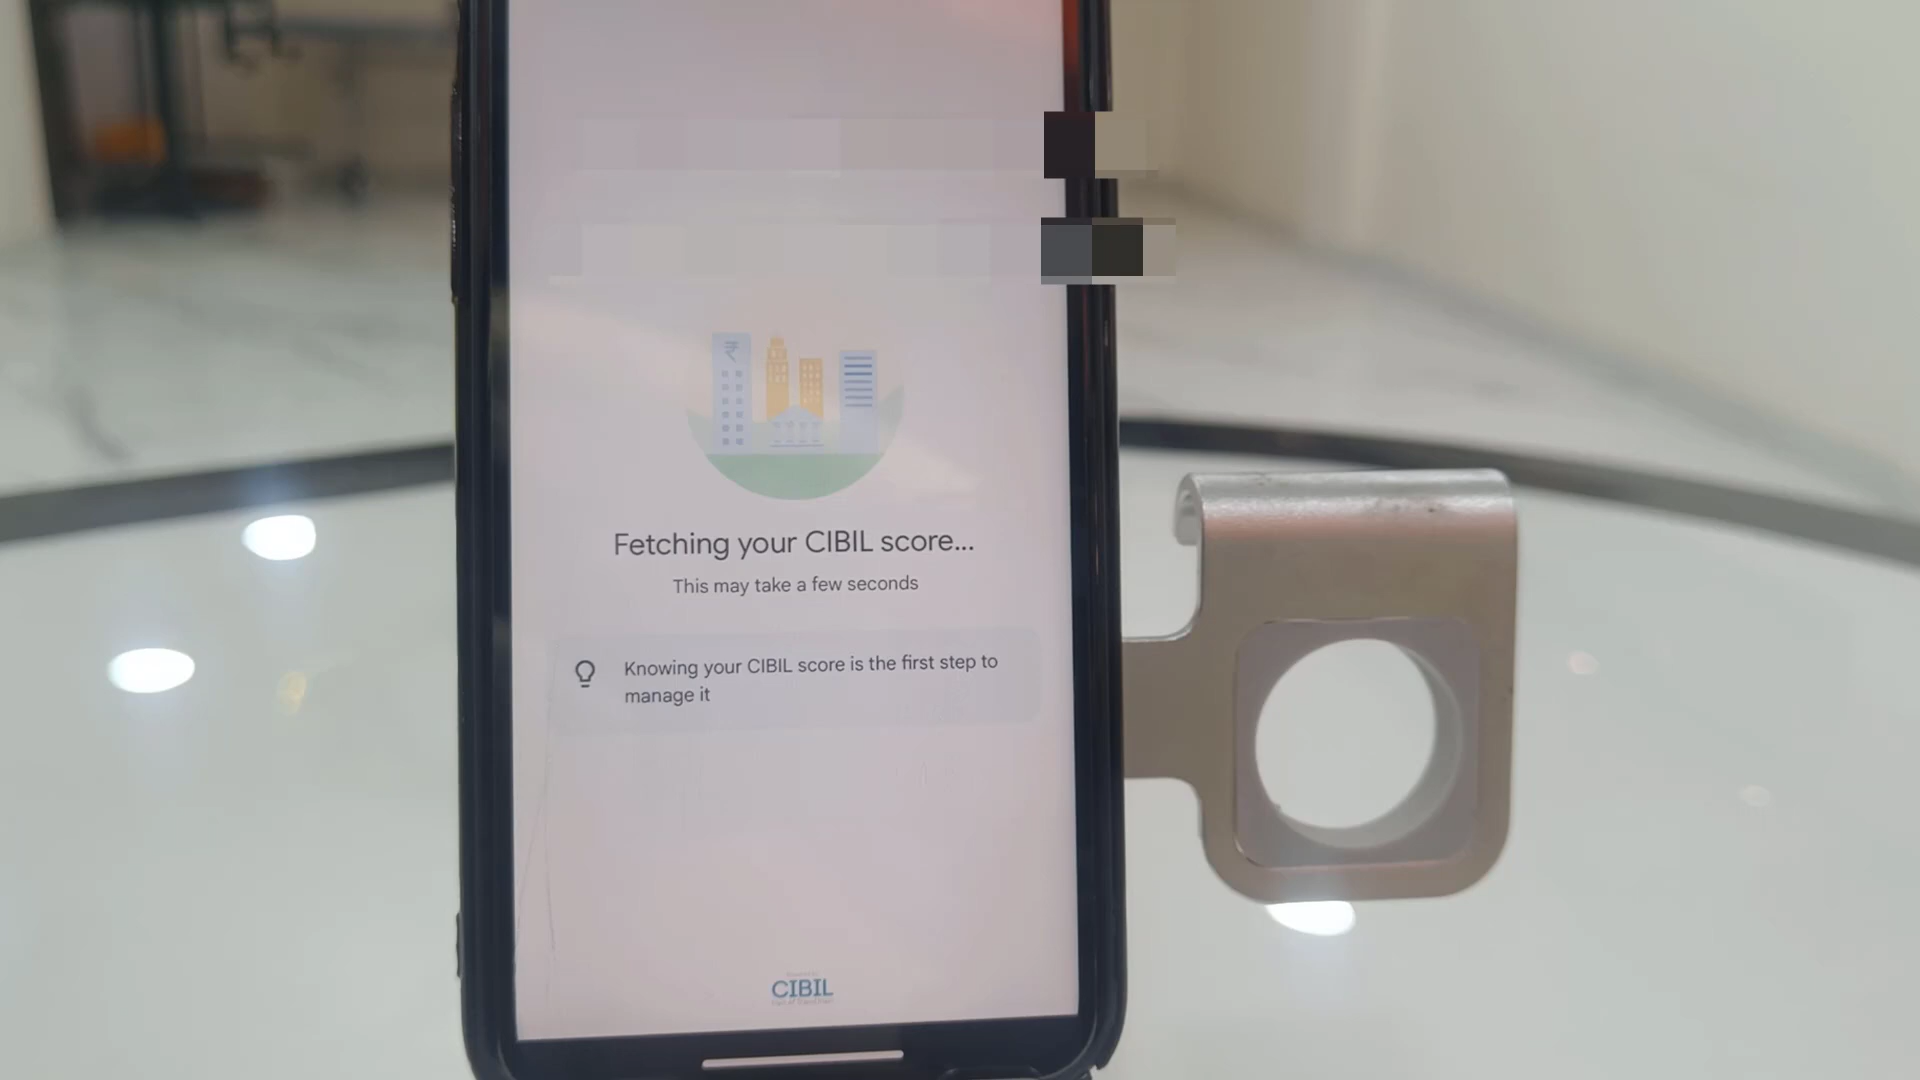 ₹
Fetching your CIBIL score...
This may take a few seconds
Knowing your CIBIL score is the first step to
manage it
CIBIL